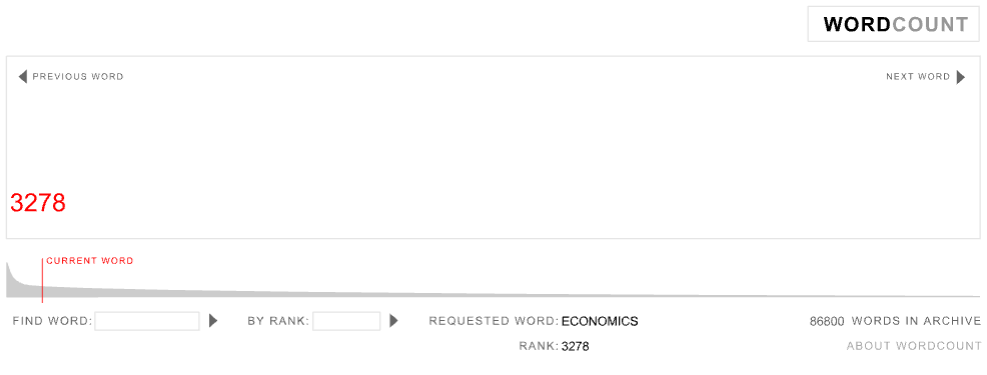 WORDCOUNT
PREVIOUS WORD
NEXT WORD
3278
CURRENT WORD
FIND WORD:
BY RANK:
REQUESTED WORD: ECONOMICS
86800 WORDS IN ARCHIVE
RANK: 3278
ABOUT WORDCOUNT